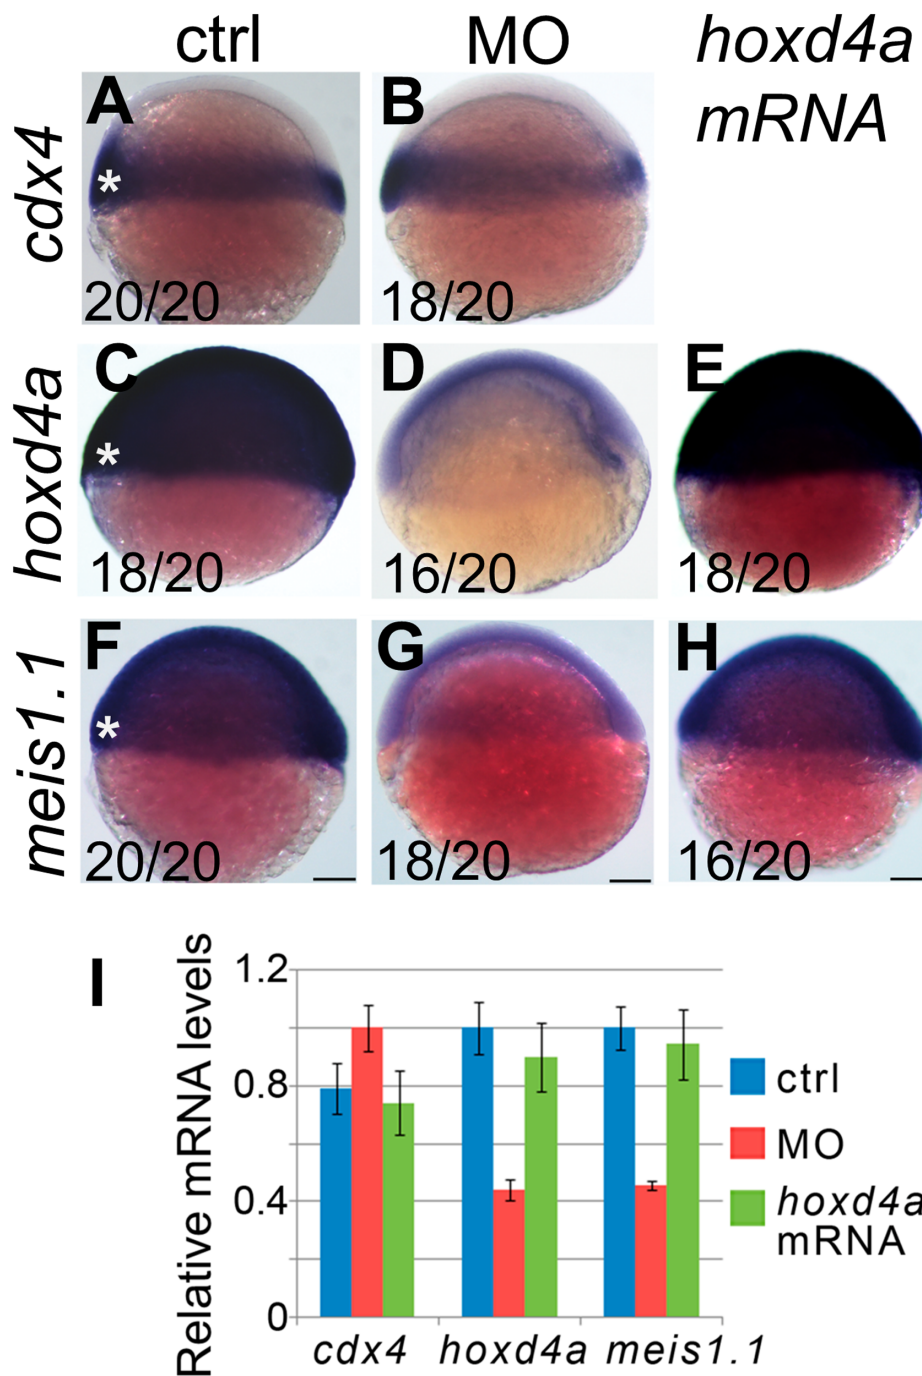 ctrl MO hoxd4a
mRNA
cdx4
A B
* 
20/20 18/20
hoxd4a
C D E
*
18/20 16/20 18/20
meis1.1
F G H
*
20/20 18/20 16/20
I
Relative mRNA levels
1.2
0.8
0.4
0
cdx4 hoxd4a meis1.1
ctrl
MO
hoxd4a
mRNA